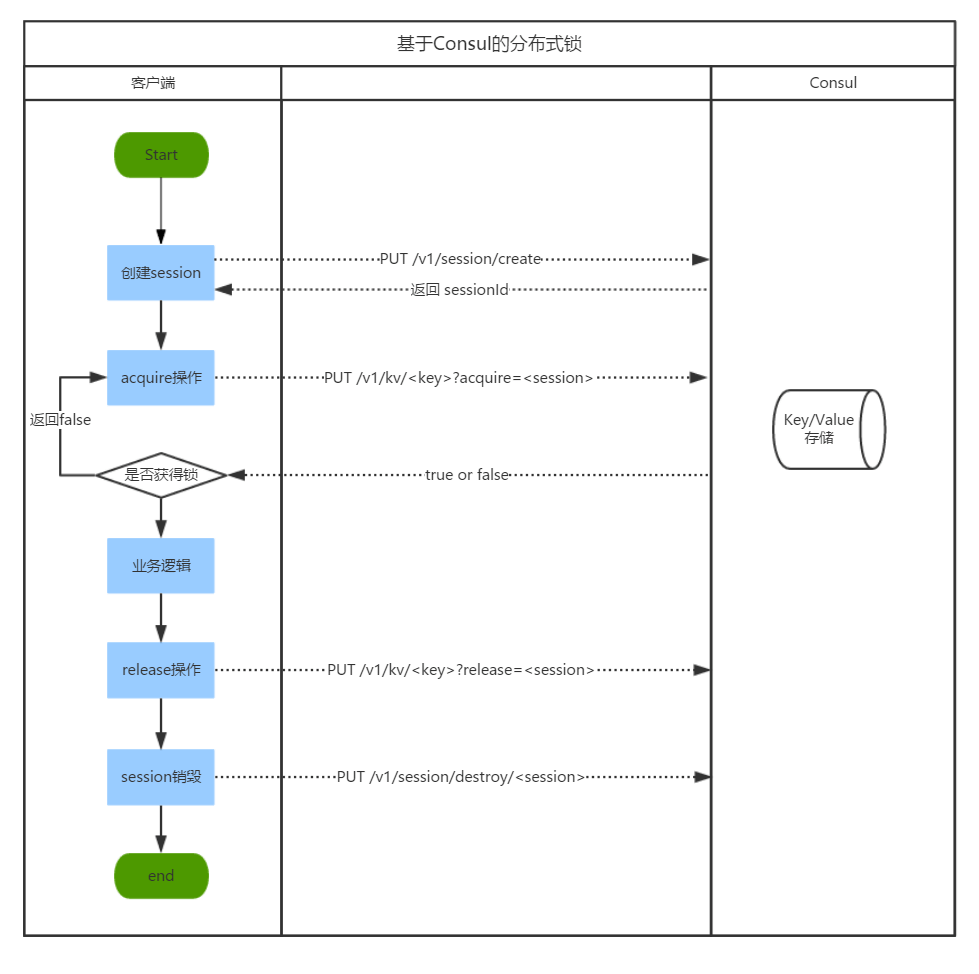 基于Consul的分布式锁
客户端
Consul
Start
创建session
PUT /v1/session/create
返回 sessionId
acquire操作
PUT /v1/kv/<key>?acquire=<session>
返回false
Key/Value
存储
是否获得锁
true or false
业务逻辑
release操作
PUT /v1/kv/<key>?release=<session>
session销毁
PUT /v1/session/destroy/<session>
end